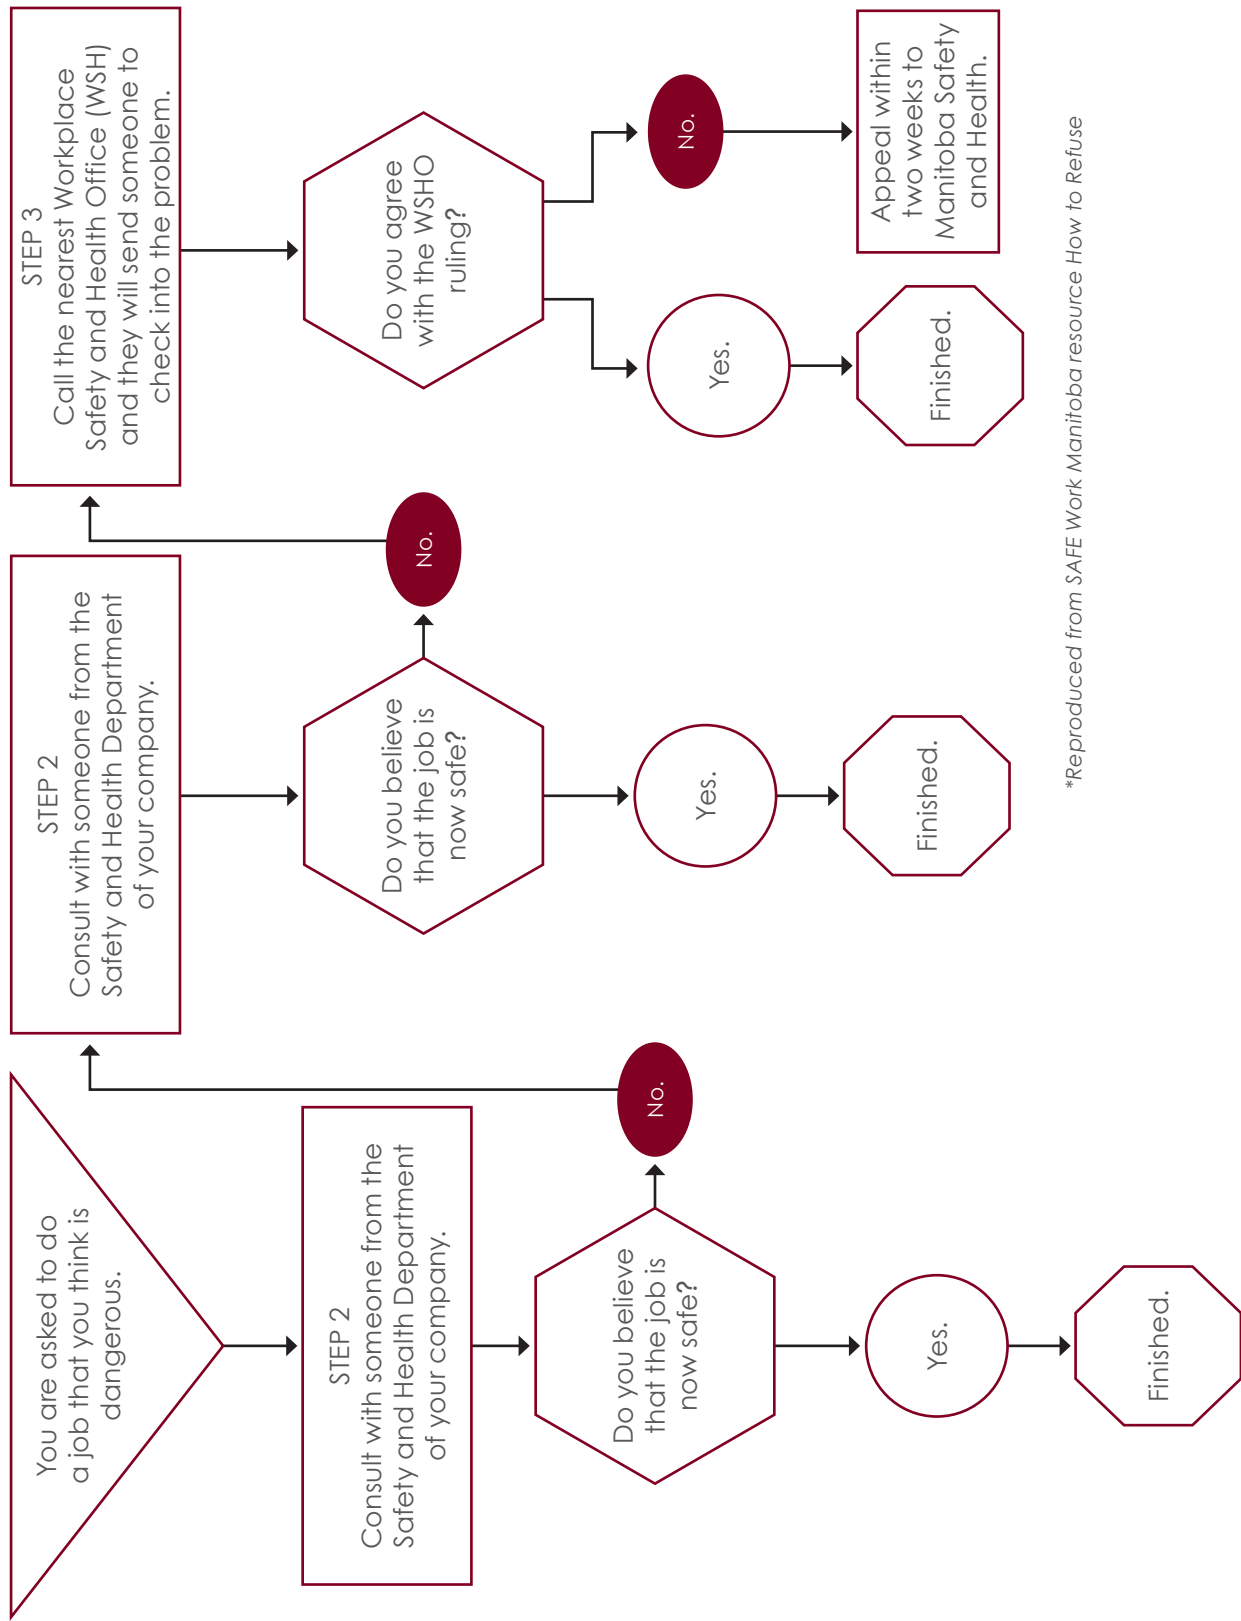 You are asked to do
a job that you think is
dangerous.
STEP 2
Consult with someone from the
Safety and Health Department
of your company.
Do you believe
that the job is
now safe?
No.
Yes.
Finished.
STEP 2
Consult with someone from the
Safety and Health Department
of your company.
Do you believe
that the job is
now safe?
No.
Yes.
Finished.
STEP 3
Call the nearest Workplace
Safety and Health Office (WSH)
and they will send someone to
check into the problem.
Do you agree
with the WSHO
ruling?
Yes.
Finished.
No.
Appeal within
two weeks to
Manitoba Safety
and Health.
*Reproduced from SAFE Work Manitoba resource How to Refuse